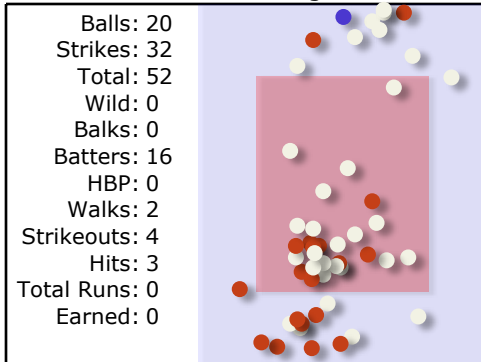 Balls: 20
Strikes: 32
Total: 52
Wild: 0
Balks: 0
Batters: 16
HBP: 0
Walks: 2
Strikeouts: 4
Hits: 3
Total Runs: 0
Earned: 0